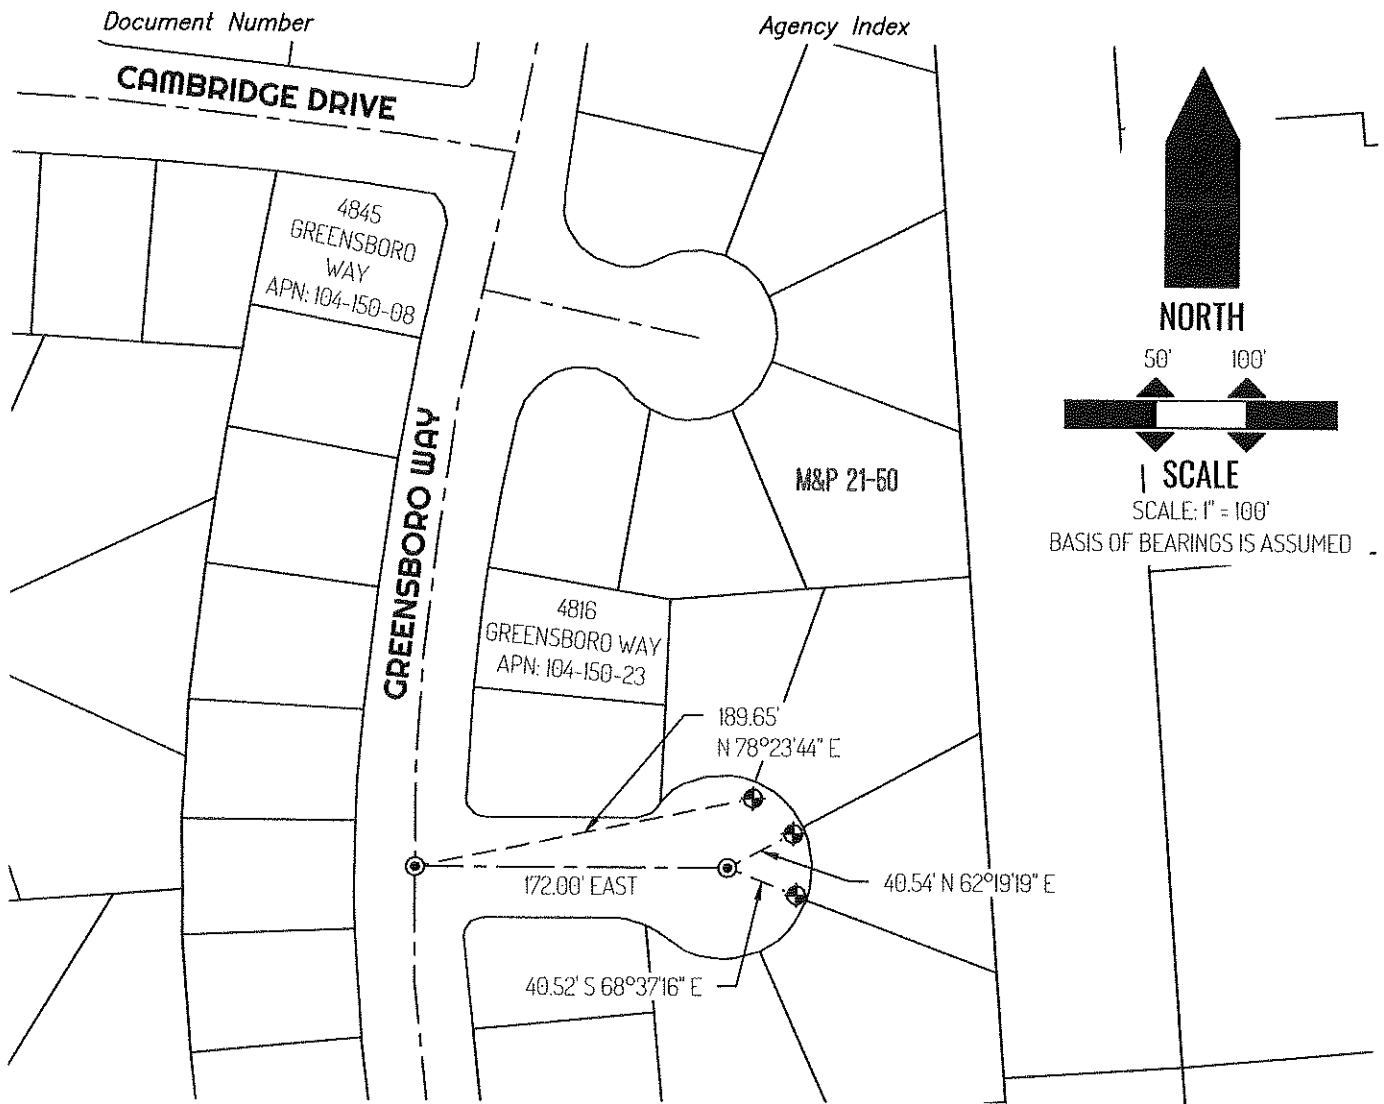 Document Number
Agency Index
CAMBRIDGE DRIVE
4845
GREENSBORO
WAY
APN: 104-150-08
NORTH
50' 100'
SCALE
SCALE: 1" = 100'
BASIS OF BEARINGS IS ASSUMED
GREENSBORO WAY
M&P 21-50
4816
GREENSBORO WAY
APN: 104-150-23
189.65'
N 78°23'44" E
172.00' EAST
40.54' N 62°19'19" E
40.52' S 68°37'16" E